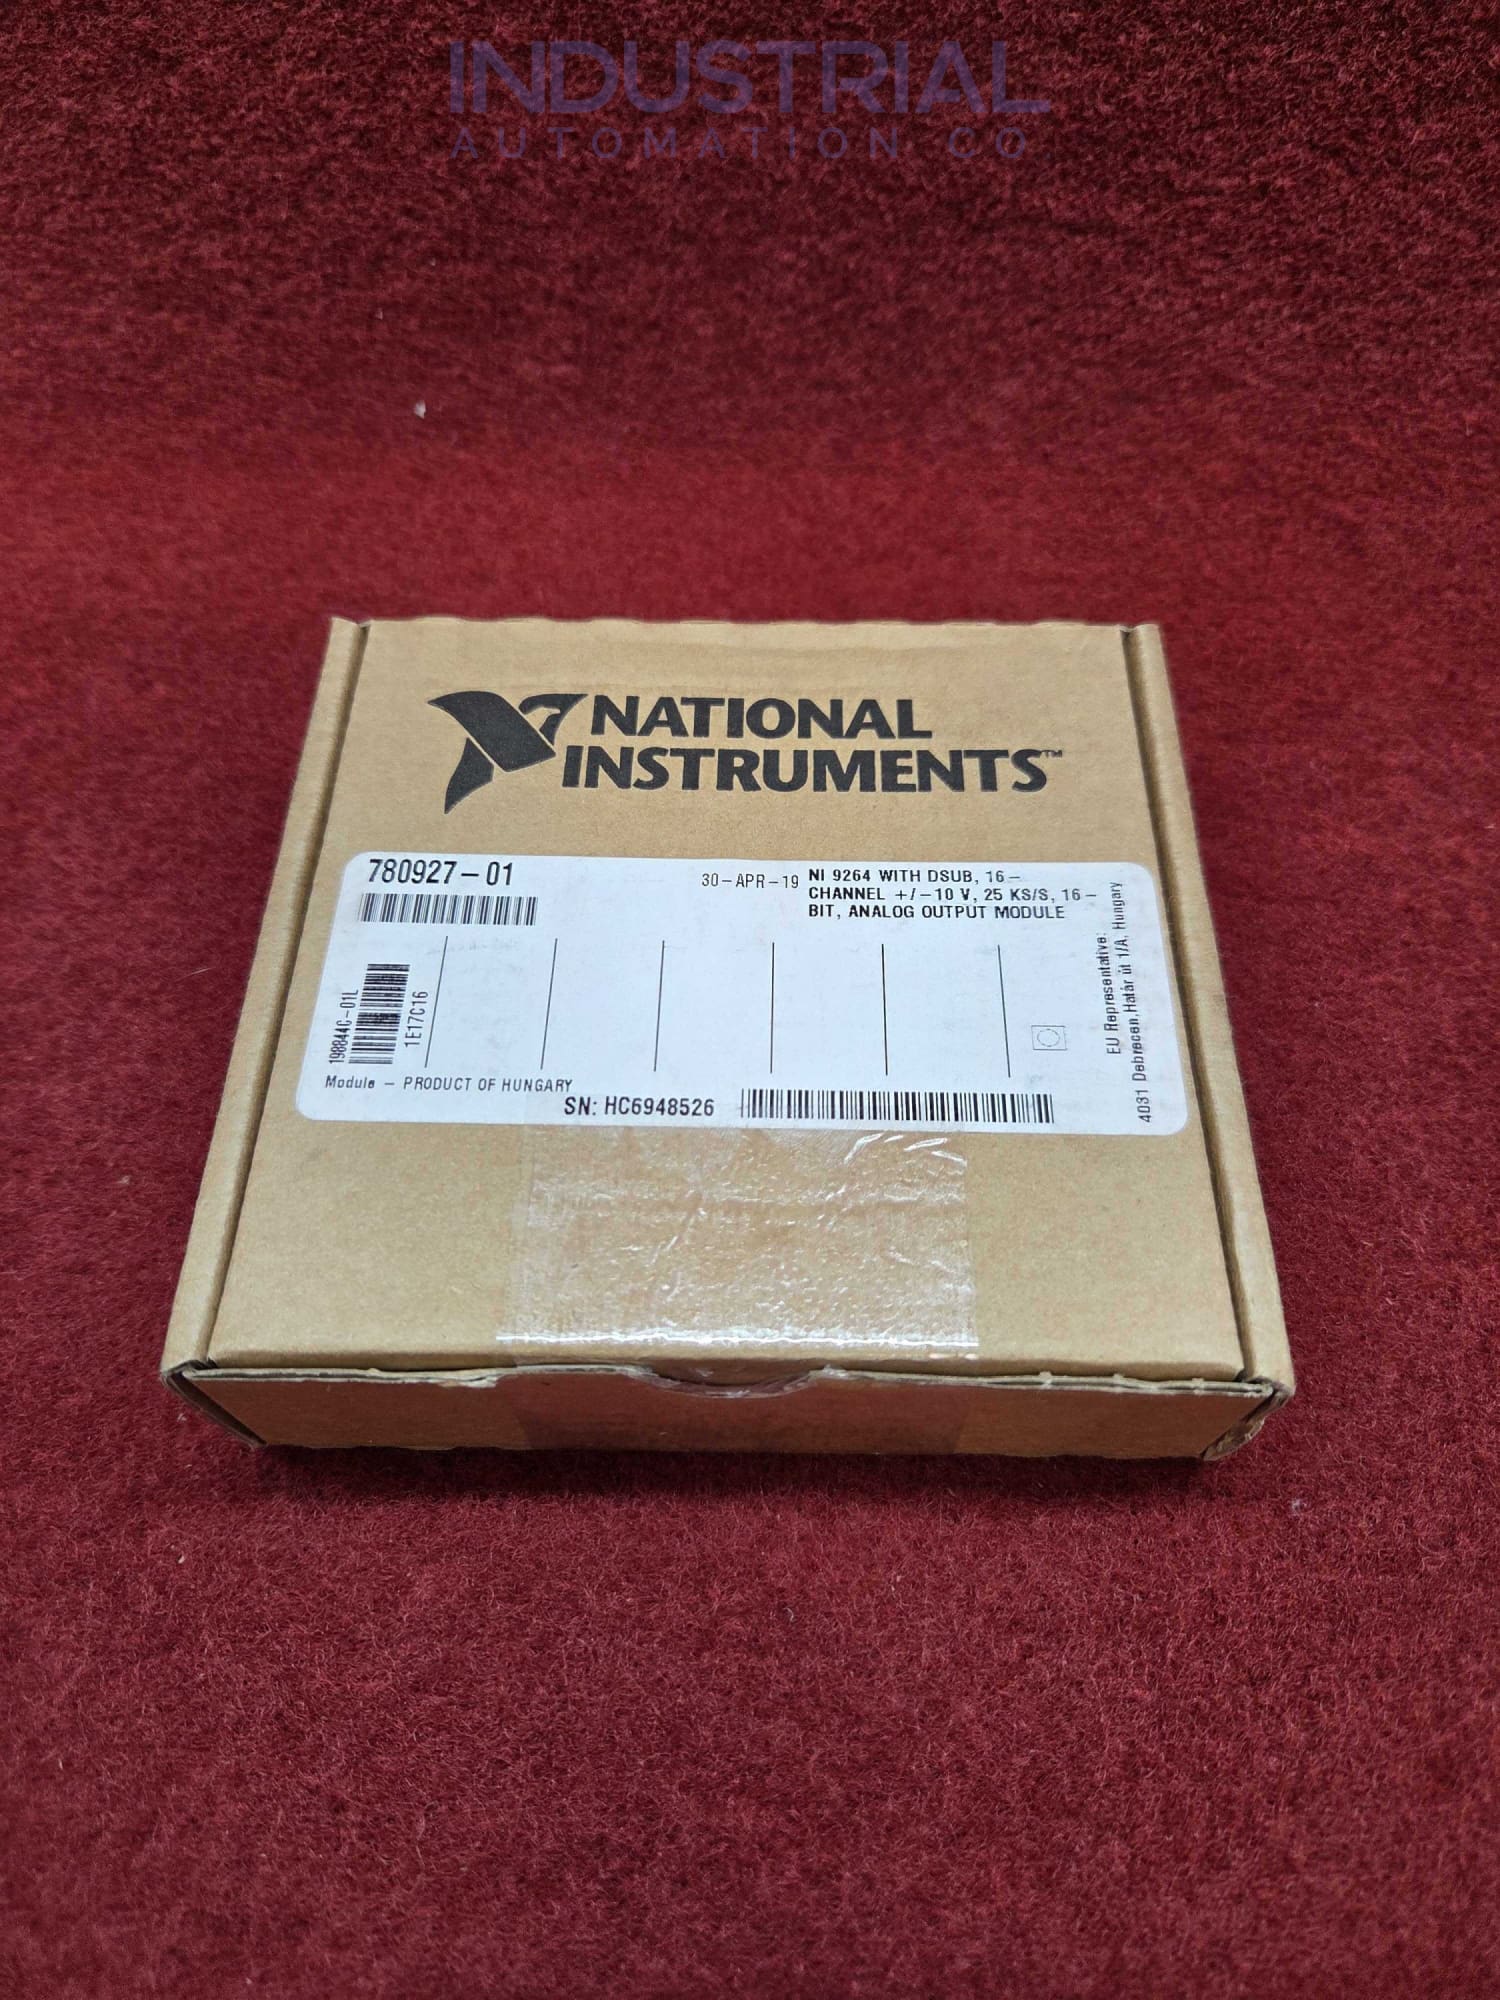 INDUSTRIAL
AUTOMATION CO
NATIONAL
INSTRUMENTS™
780927-01
30-APR-19
NI 9264 WITH DSUB, 16-
CHANNEL +/-10 V, 25 KS/S, 16-
BIT, ANALOG OUTPUT MODULE
198844C-01L
1E17C16
EU Representative:
4031 Debrecen,Határ út 1/A, Hungary
Module - PRODUCT OF HUNGARY
SN: HC6948526